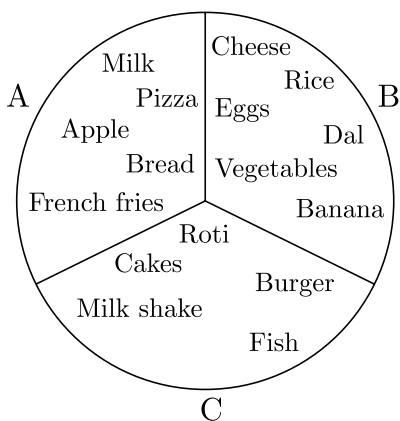 A
Milk
Pizza
Apple
Bread
French fries
B
Cheese
Rice
Eggs
Dal
Vegetables
Banana
Roti
Cakes
Burger
Milk shake
Fish
C